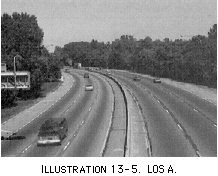 ILLUSTRATION 13-5. LOS A.